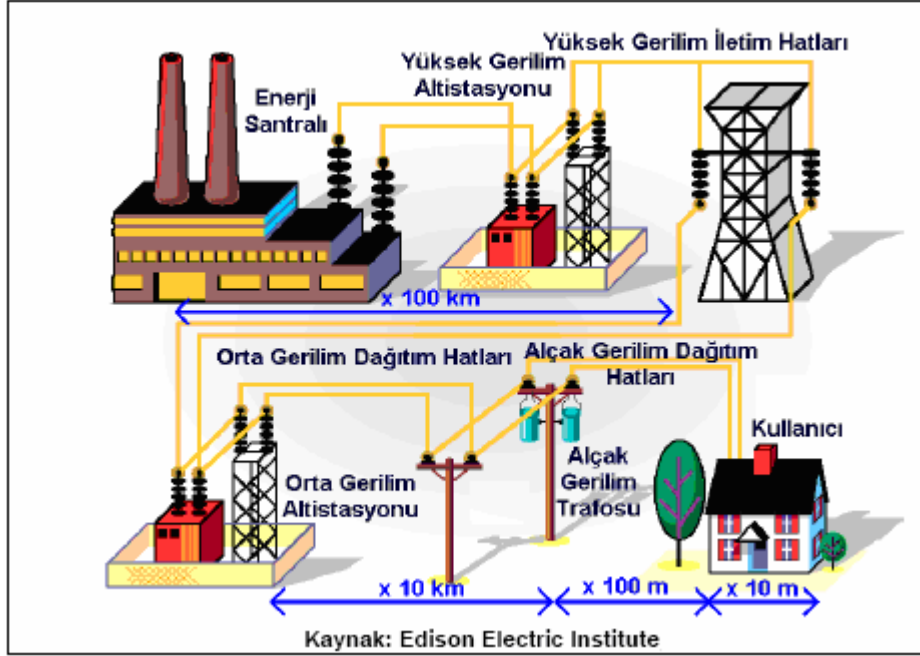 Enerji
Santralı
Yüksek Gerilim
Altistasyonu
Yüksek Gerilim İletim Hatları
x 100 km
Orta Gerilim Dağıtım Hatları
Alçak Gerilim Dağıtım
Hatları
Kullanıcı
Orta Gerilim
Altistasyonu
Alçak
Gerilim
Trafosu
x 10 km
x 100 m
x 10 m
Kaynak: Edison Electric Institute